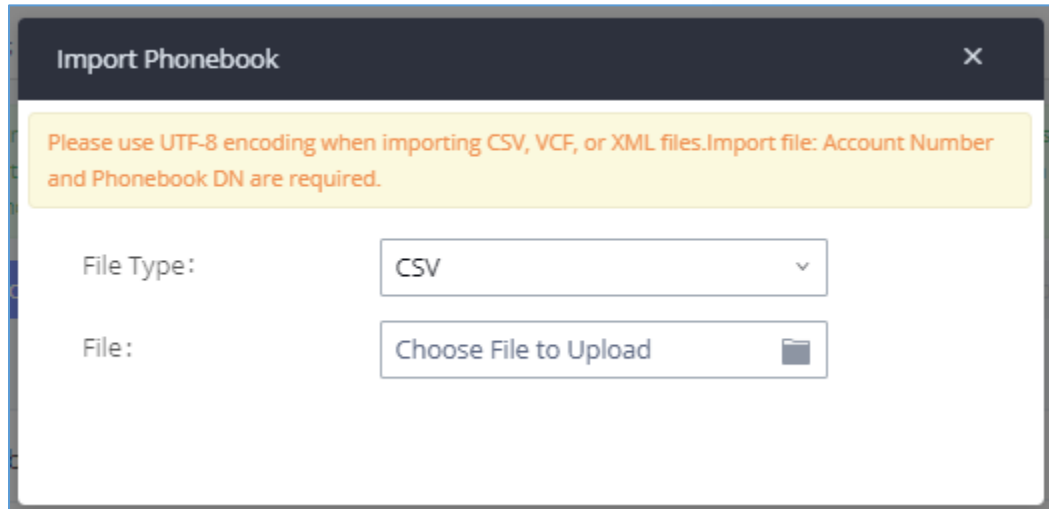 Import Phonebook
Please use UTF-8 encoding when importing CSV, VCF, or XML files.Import file: Account Number
and Phonebook DN are required.
File Type:
CSV
File:
Choose File to Upload